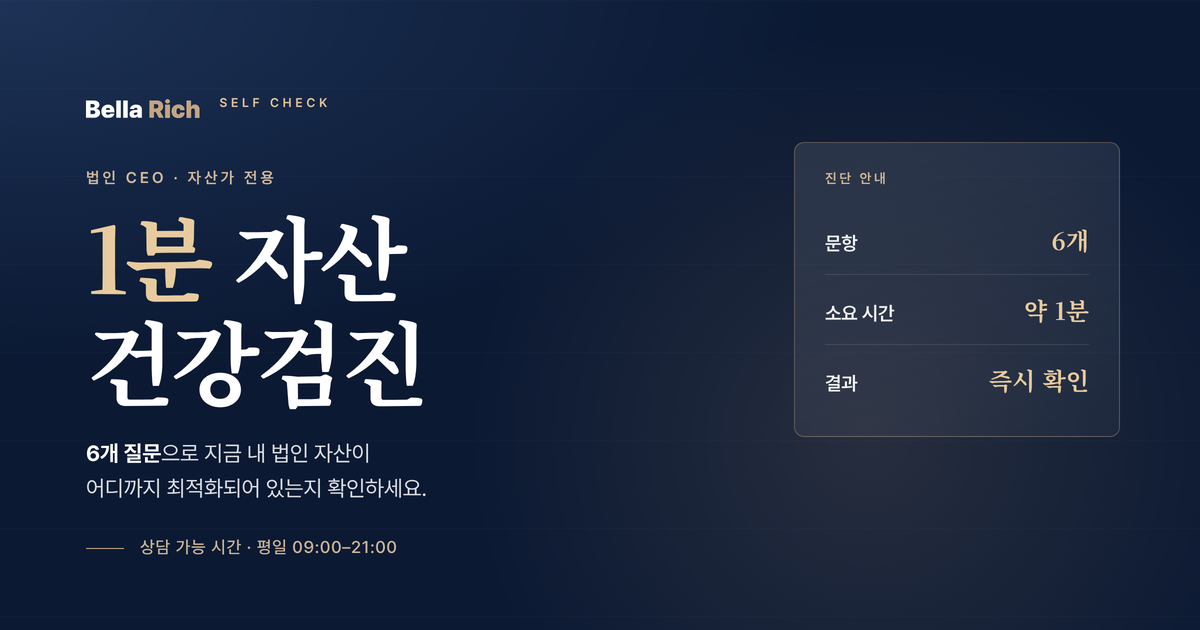 Bella Rich SELF CHECK
법인 CEO · 자산가 전용
1분 자산
건강검진
6개 질문으로 지금 내 법인 자산이
어디까지 최적화되어 있는지 확인하세요.
상담 가능 시간 · 평일 09:00–21:00
진단 안내
문항 6개
소요 시간 약 1분
결과 즉시 확인